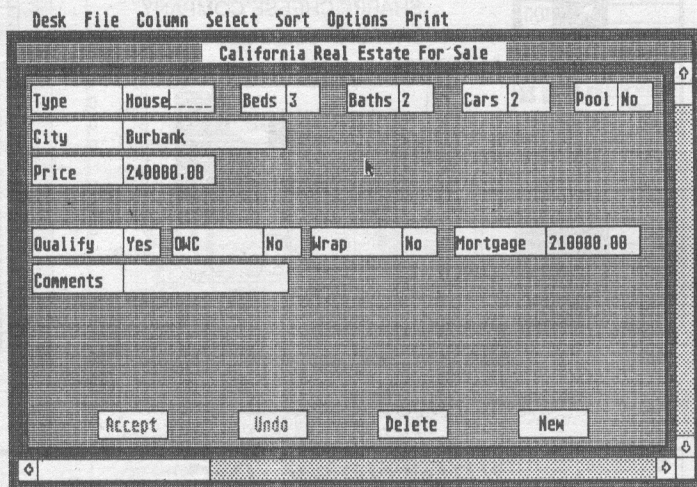 Desk File Column Select Sort Options Print
California Real Estate For Sale
Type House_____ Beds 3 Baths 2 Cars 2 Pool No
City Burbank
Price 240000.00
Qualify Yes OWC No Wrap No Mortgage 210000.00
Comments
Accept Undo Delete New